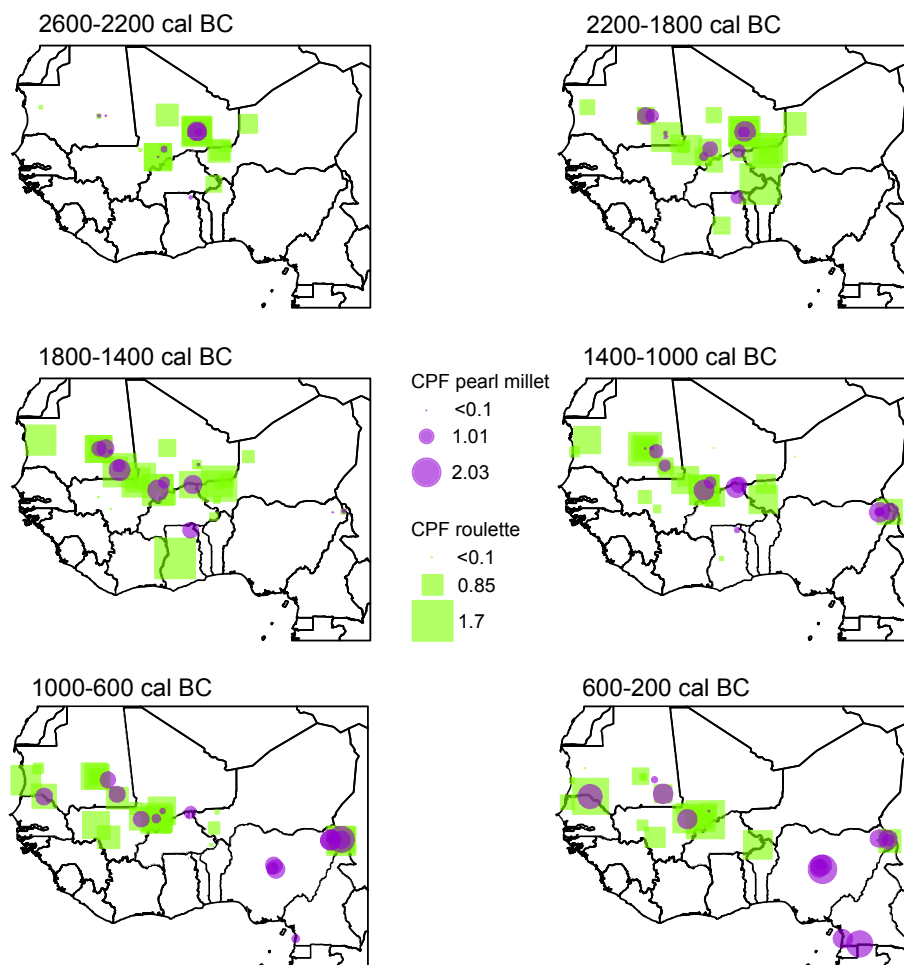 2600-2200 cal BC
2200-1800 cal BC
1800-1400 cal BC
1400-1000 cal BC
CPF pearl millet
<0.1
1.01
2.03
CPF roulette
<0.1
0.85
1.7
1000-600 cal BC
600-200 cal BC